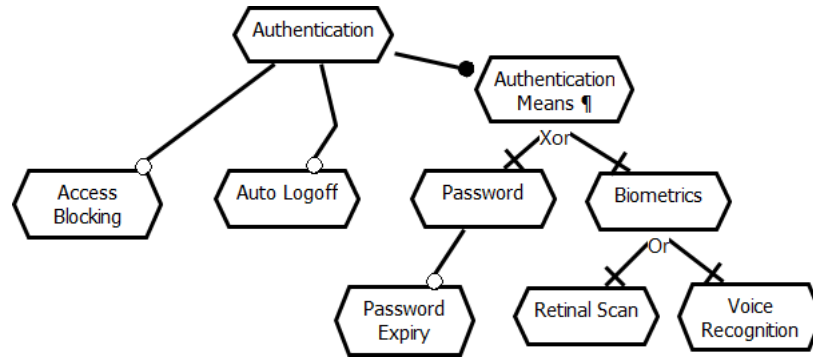 Authentication
Authentication
Means ¶
Xor
Access
Blocking
Auto Logoff
Password
Biometrics
Or
Password
Expiry
Retinal Scan
Voice
Recognition